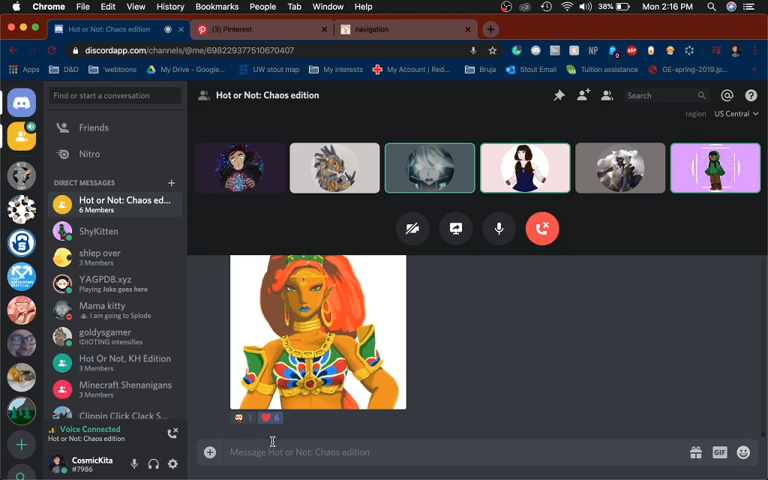 Chrome File Edit View History Bookmarks People Tab Window Help 38% Mon 2:16 PM
Hot or Not: Chaos edition (3) Pinterest navigation
discordapp.com/channels/@me/698229377510670407
Apps D&D "webtoons My Drive - Google... UW stout map My interests My Account | Red... Bruja Stout Email Tuition assistance GE-spring-2019.jp...
Find or start a conversation
Hot or Not: Chaos edition
Search
region US Central
Friends
Nitro
DIRECT MESSAGES
Hot or Not: Chaos ed...
6 Members
ShyKitten
shlep over
3 Members
YAGPDB.xyz
Playing Joke goes here
Mama kitty
I am going to Splode
goldysgamer
IDIOTING intensifies
Hot Or Not, KH Edition
3 Members
Minecraft Shenanigans
3 Members
Clippin Click Clack S...
Voice Connected
Hot or Not: Chaos edition
CosmicKita
#7986
1 6
Message Hot or Not: Chaos edition
GIF